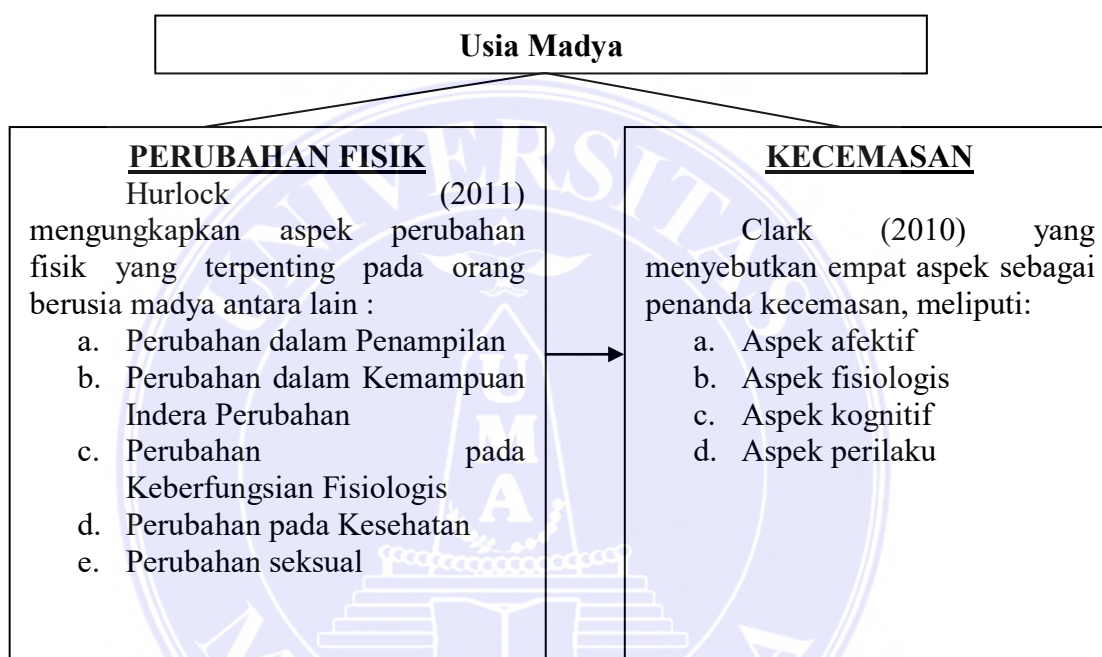 Usia Madya
PERUBAHAN FISIK
Hurlock (2011)
mengungkapkan aspek perubahan
fisik yang terpenting pada orang
berusia madya antara lain :
a. Perubahan dalam Penampilan
b. Perubahan dalam Kemampuan
Indera Perubahan
c. Perubahan pada
Keberfungsian Fisiologis
d. Perubahan pada Kesehatan
e. Perubahan seksual
KECEMASAN
Clark (2010) yang
menyebutkan empat aspek sebagai
penanda kecemasan, meliputi:
a. Aspek afektif
b. Aspek fisiologis
c. Aspek kognitif
d. Aspek perilaku
UNIVERSITAS
UMA